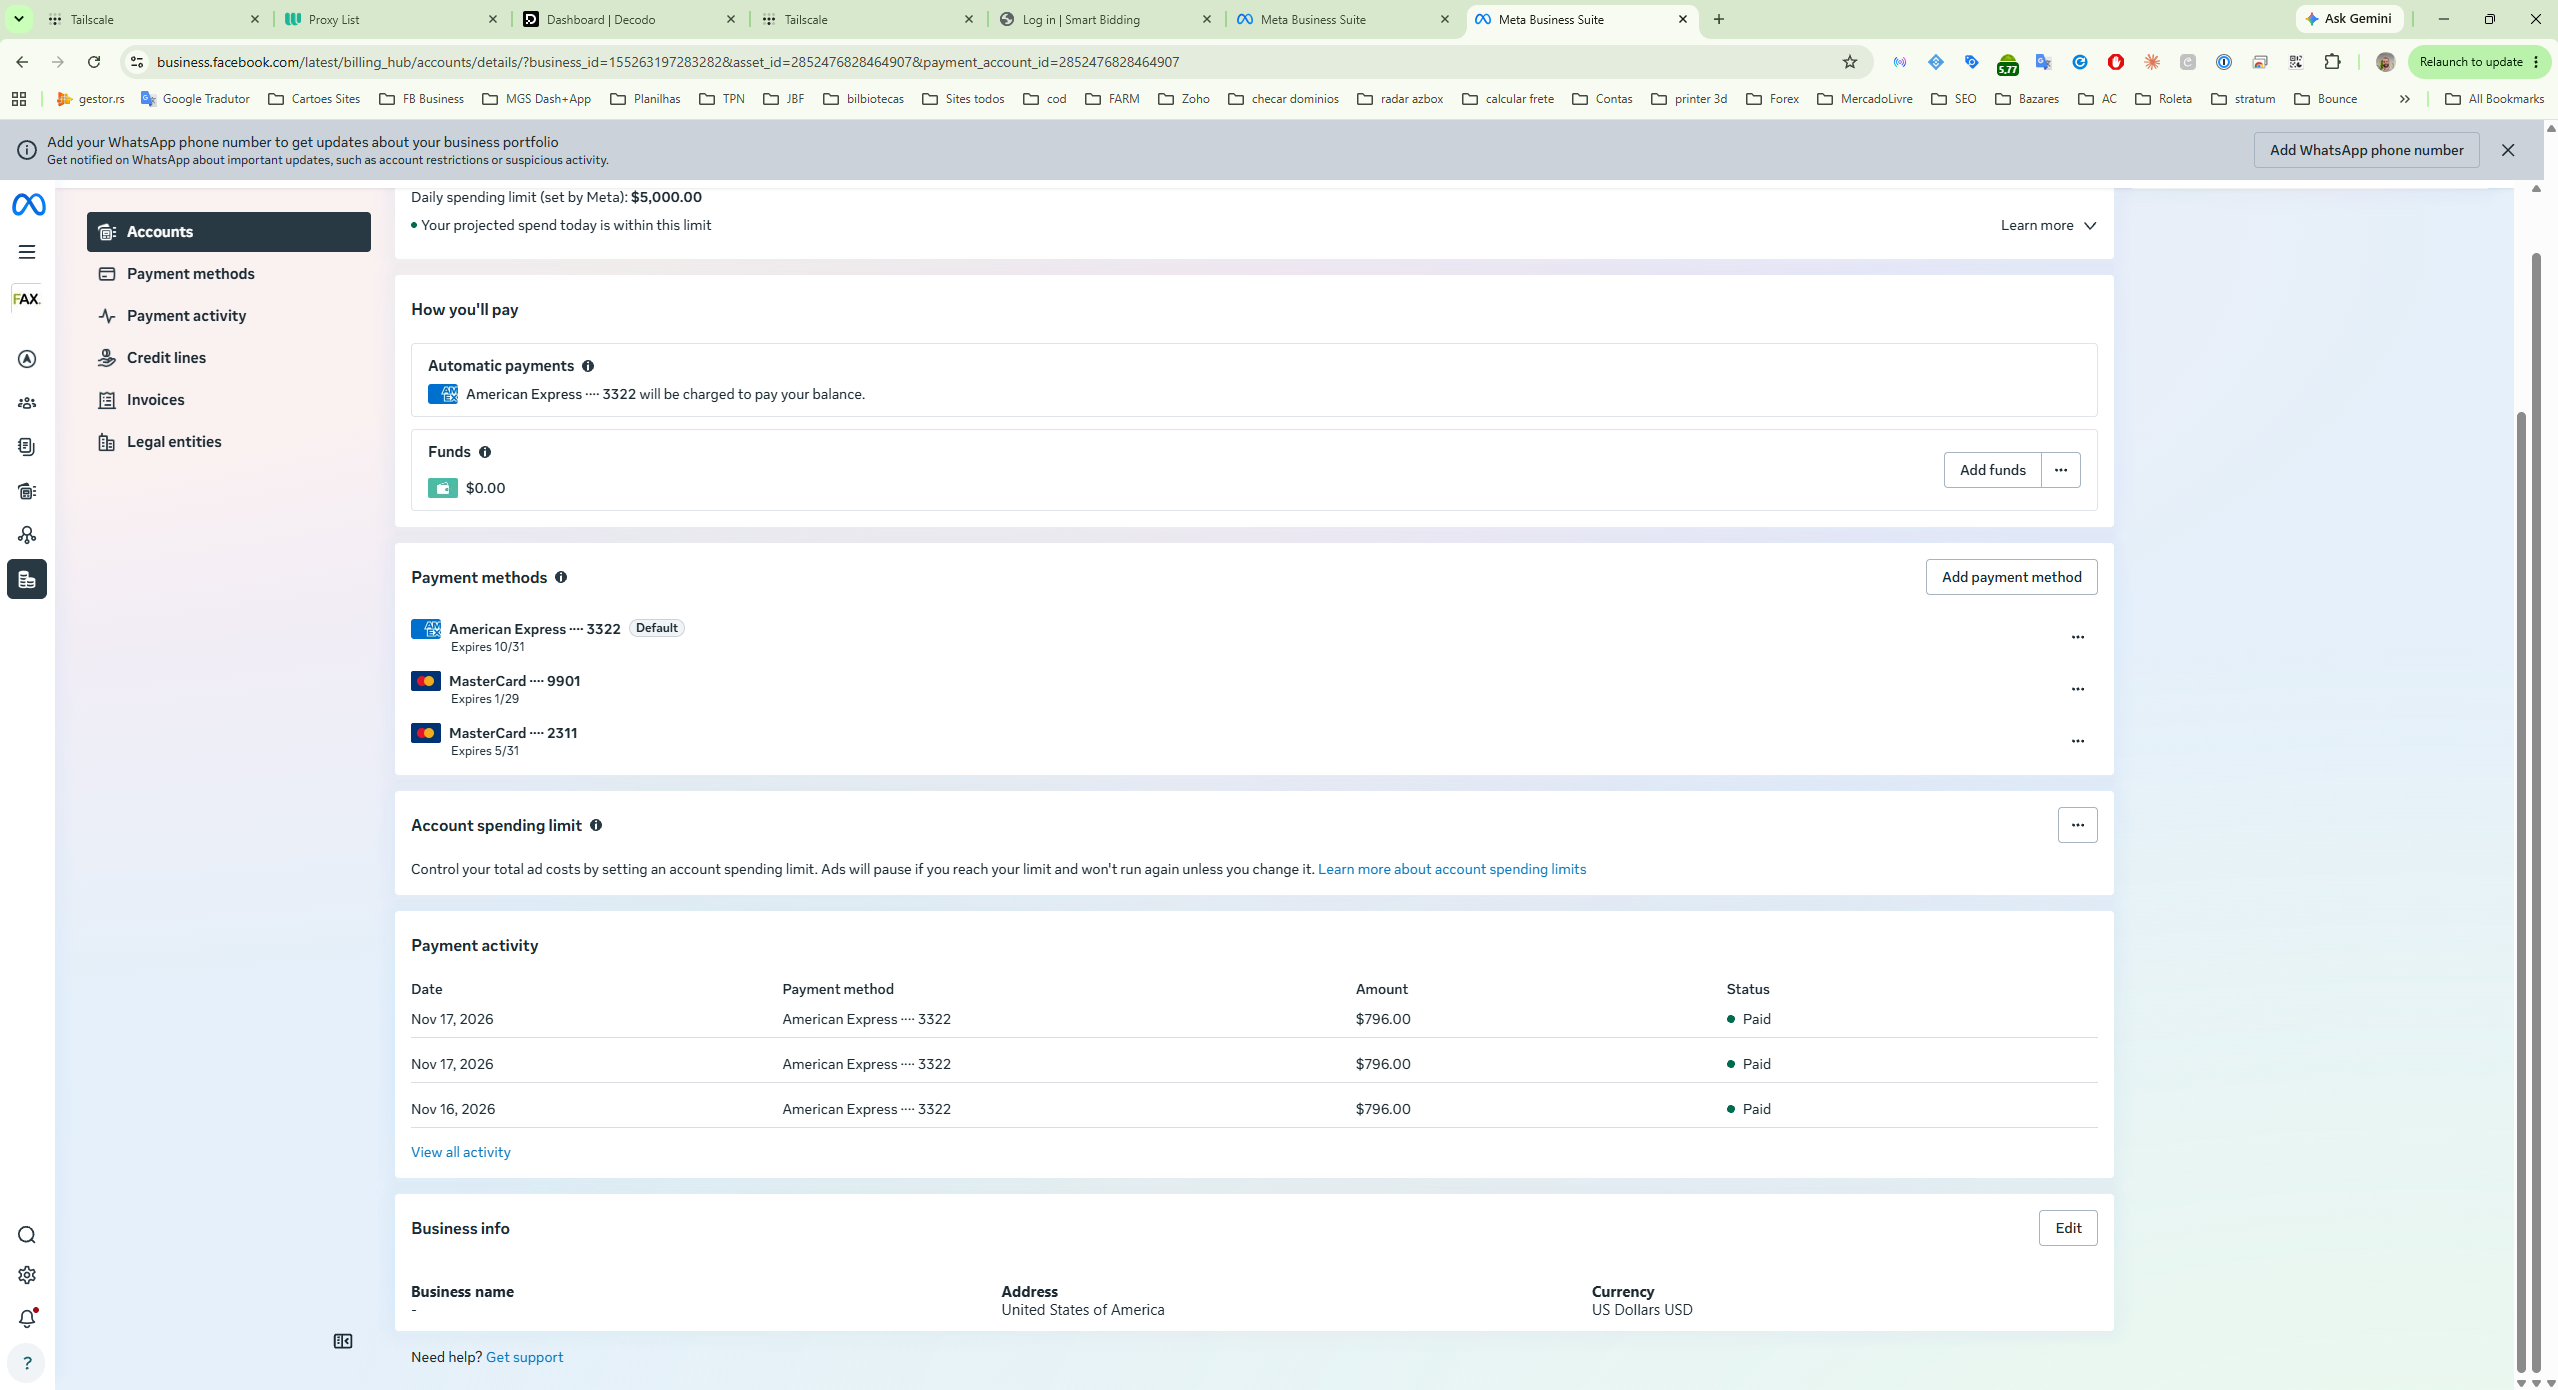 Tailscale
Proxy List
Dashboard | Decodo
Tailscale
Log in | Smart Bidding
Meta Business Suite
Meta Business Suite
Ask Gemini
business.facebook.com/latest/billing_hub/accounts/details/?business_id=155263197283282&asset_id=2852476828464907&payment_account_id=2852476828464907
5,77
Relaunch to update
gestor.rs
Google Tradutor
Cartoes Sites
FB Business
MGS Dash+App
Planilhas
TPN
JBF
bilbiotecas
Sites todos
cod
FARM
Zoho
checar dominios
radar azbox
calcular frete
Contas
printer 3d
Forex
MercadoLivre
SEO
Bazares
AC
Roleta
stratum
Bounce
All Bookmarks
Add your WhatsApp phone number to get updates about your business portfolio
Get notified on WhatsApp about important updates, such as account restrictions or suspicious activity.
Add WhatsApp phone number
FAX.
Accounts
Payment methods
Payment activity
Credit lines
Invoices
Legal entities
Daily spending limit (set by Meta): $5,000.00
Your projected spend today is within this limit
Learn more
How you'll pay
Automatic payments
American Express ···· 3322 will be charged to pay your balance.
Funds
$0.00
Add funds
Payment methods
Add payment method
American Express ···· 3322 Default
Expires 10/31
MasterCard ···· 9901
Expires 1/29
MasterCard ···· 2311
Expires 5/31
Account spending limit
Control your total ad costs by setting an account spending limit. Ads will pause if you reach your limit and won't run again unless you change it. Learn more about account spending limits
Payment activity
Date Payment method Amount Status
Nov 17, 2026 American Express ···· 3322 $796.00 Paid
Nov 17, 2026 American Express ···· 3322 $796.00 Paid
Nov 16, 2026 American Express ···· 3322 $796.00 Paid
View all activity
Business info
Edit
Business name Address Currency
- United States of America US Dollars USD
Need help? Get support